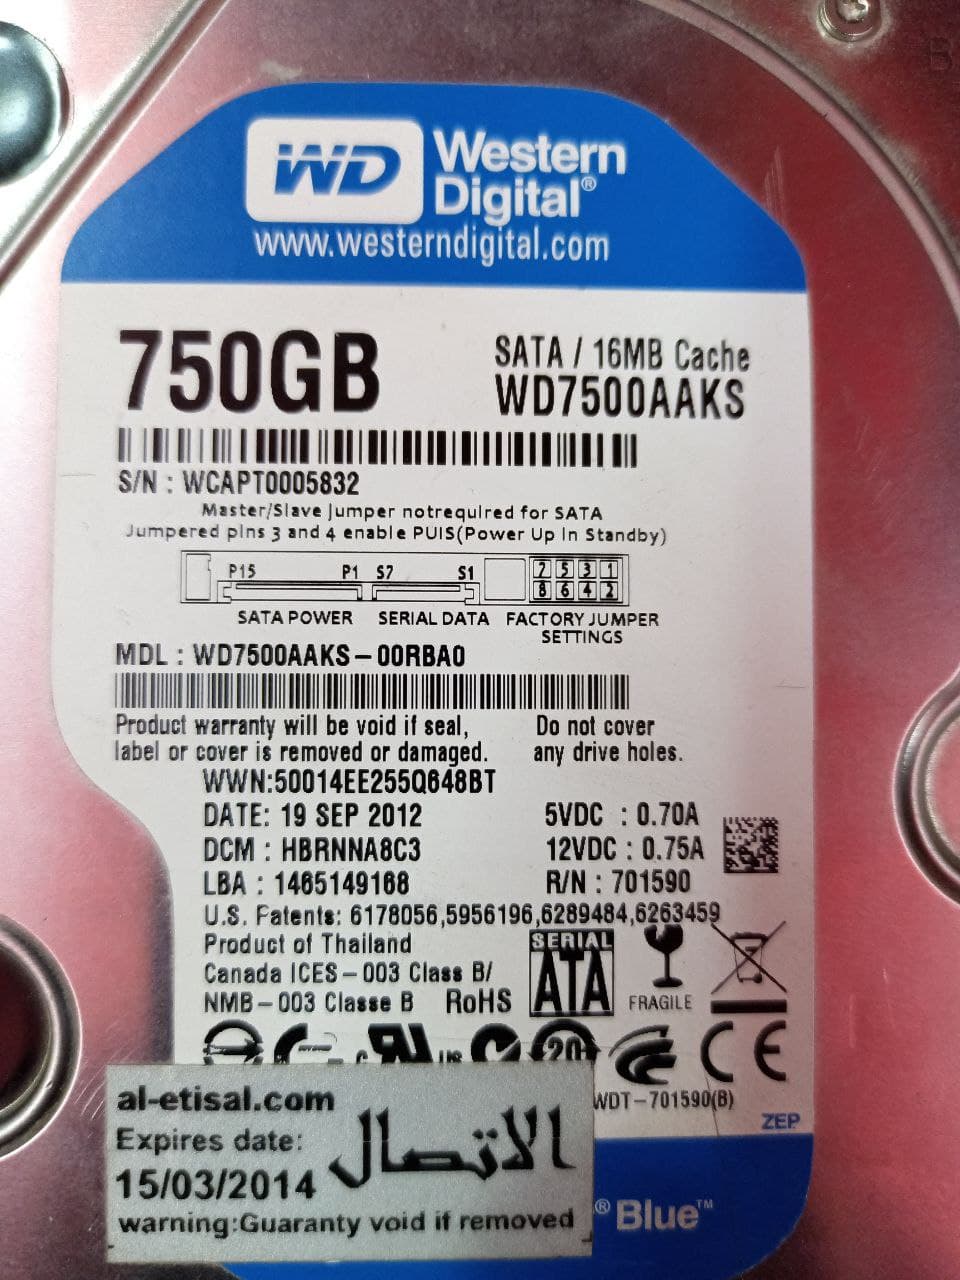 WD Western
Digital®
www.westerndigital.com
750GB
SATA / 16MB Cache
WD7500AAKS
S/N : WCAPT0005832
Master/Slave Jumper notrequired for SATA
Jumpered pins 3 and 4 enable PUIS(Power Up In Standby)
P15 P1 S7 S1
7 5 3 1
8 6 4 2
SATA POWER SERIAL DATA FACTORY JUMPER
SETTINGS
MDL : WD7500AAKS-00RBA0
Product warranty will be void if seal,
label or cover is removed or damaged.
Do not cover
any drive holes.
WWN:50014EE255Q648BT
DATE: 19 SEP 2012
DCM : HBRNNA8C3
LBA : 1465149168
5VDC : 0.70A
12VDC : 0.75A
R/N : 701590
U.S. Patents: 6178056,5956196,6289484,6263459
Product of Thailand
Canada ICES-003 Class B/
NMB-003 Classe B RoHS
SERIAL
ATA
FRAGILE
20
CE
WDT-701590(B)
ZEP
al-etisal.com
Expires date:
15/03/2014
الاتصال
warning:Guaranty void if removed
® Blue™